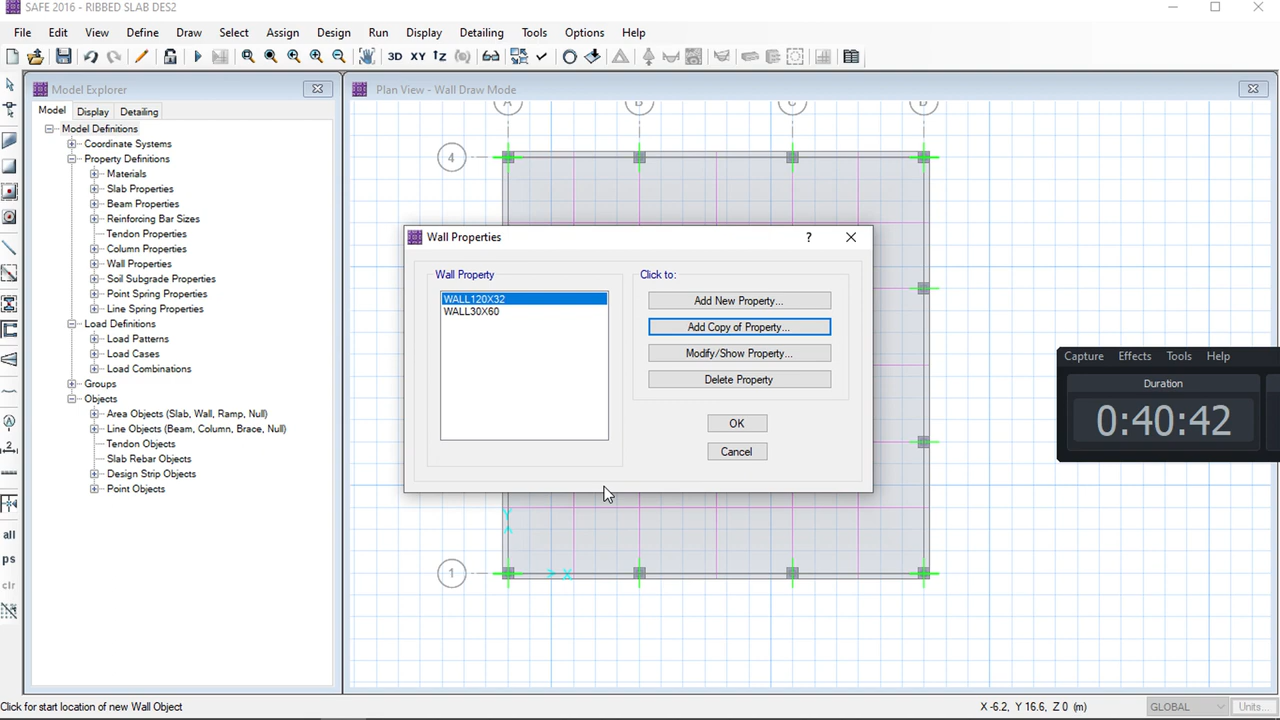 SAFE 2016 - RIBBED SLAB DES2
File Edit View Define Draw Select Assign Design Run Display Detailing Tools Options Help
3D XY
Model Explorer
Model Display Detailing
Model Definitions
Coordinate Systems
Property Definitions
Materials
Slab Properties
Beam Properties
Reinforcing Bar Sizes
Tendon Properties
Column Properties
Wall Properties
Soil Subgrade Properties
Point Spring Properties
Line Spring Properties
Load Definitions
Load Patterns
Load Cases
Load Combinations
Groups
Objects
Area Objects (Slab, Wall, Ramp, Null)
Line Objects (Beam, Column, Brace, Null)
Tendon Objects
Slab Rebar Objects
Design Strip Objects
Point Objects
all
ps
clr
Plan View - Wall Draw Mode
A B C D
4
1
Y
X
Wall Properties
?
Wall Property
WALL120X32
WALL30X60
Click to:
Add New Property...
Add Copy of Property...
Modify/Show Property...
Delete Property
OK
Cancel
Capture Effects Tools Help
Duration
0:40:42
Click for start location of new Wall Object
X -6.2, Y 16.6, Z 0 (m)
GLOBAL
Units...